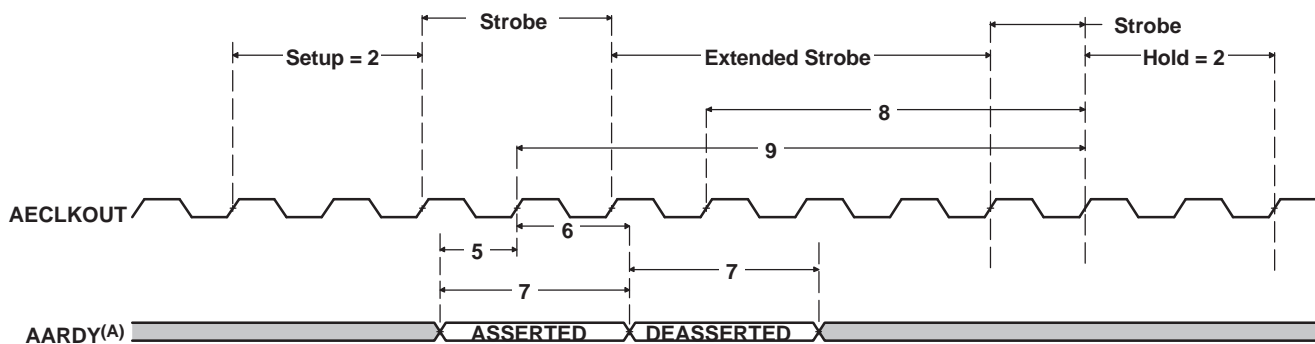 Strobe
Strobe
Setup = 2
Extended Strobe
Hold = 2
8
9
AECLKOUT
6
5
7
7
AARDY(A)
ASSERTED
DEASSERTED